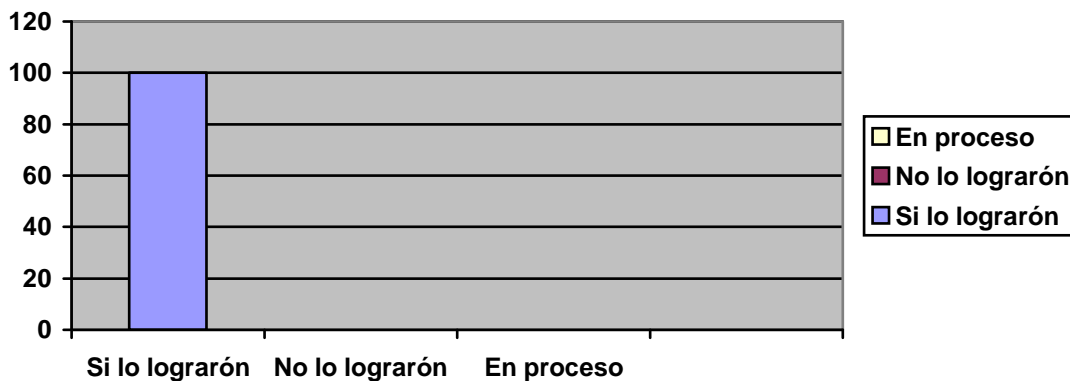 120
100
80
60
40
20
0
Si lo lograrón
No lo lograrón
En proceso
En proceso
No lo lograrón
Si lo lograrón